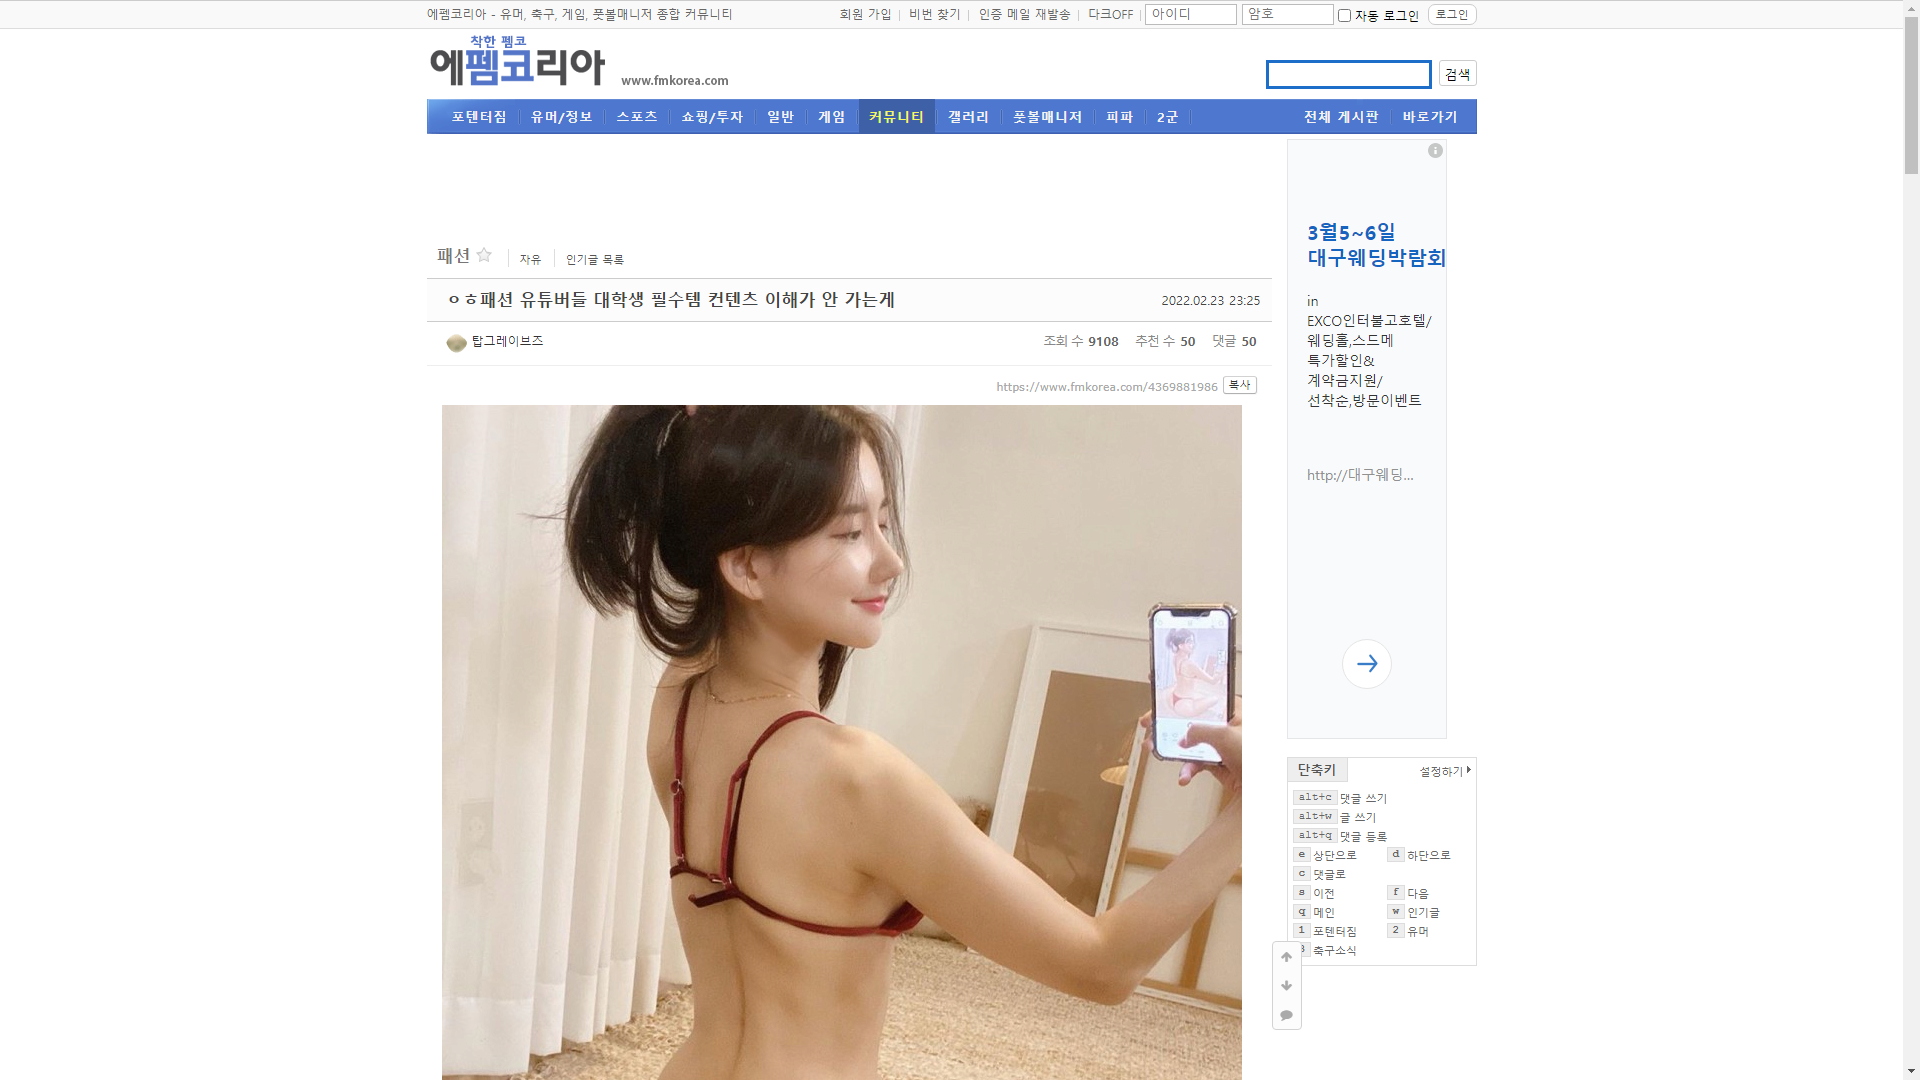 에펨코리아 - 유머, 축구, 게임, 풋볼매니저 종합 커뮤니티
회원 가입 | 비번 찾기 | 인증 메일 재발송 | 다크OFF | 아이디 암호 자동 로그인 로그인
착한 펨코
에펨코리아 www.fmkorea.com
검색
포텐터짐 유머/정보 스포츠 쇼핑/투자 일반 게임 커뮤니티 갤러리 풋볼매니저 피파 2군 전체 게시판 바로가기
패션 자유 인기글 목록
ㅇㅎ패션 유튜버들 대학생 필수템 컨텐츠 이해가 안 가는게 2022.02.23 23:25
탑그레이브즈 조회 수 9108 추천 수 50 댓글 50
https://www.fmkorea.com/4369881986 복사
3월5~6일
대구웨딩박람회
in
EXCO인터불고호텔/
웨딩홀,스드메
특가할인&
계약금지원/
선착순,방문이벤트
http://대구웨딩...
단축키 설정하기
alt+c 댓글 쓰기
alt+w 글 쓰기
alt+q 댓글 등록
e 상단으로 d 하단으로
c 댓글로
s 이전 f 다음
q 메인 w 인기글
1 포텐터짐 2 유머
3 축구소식